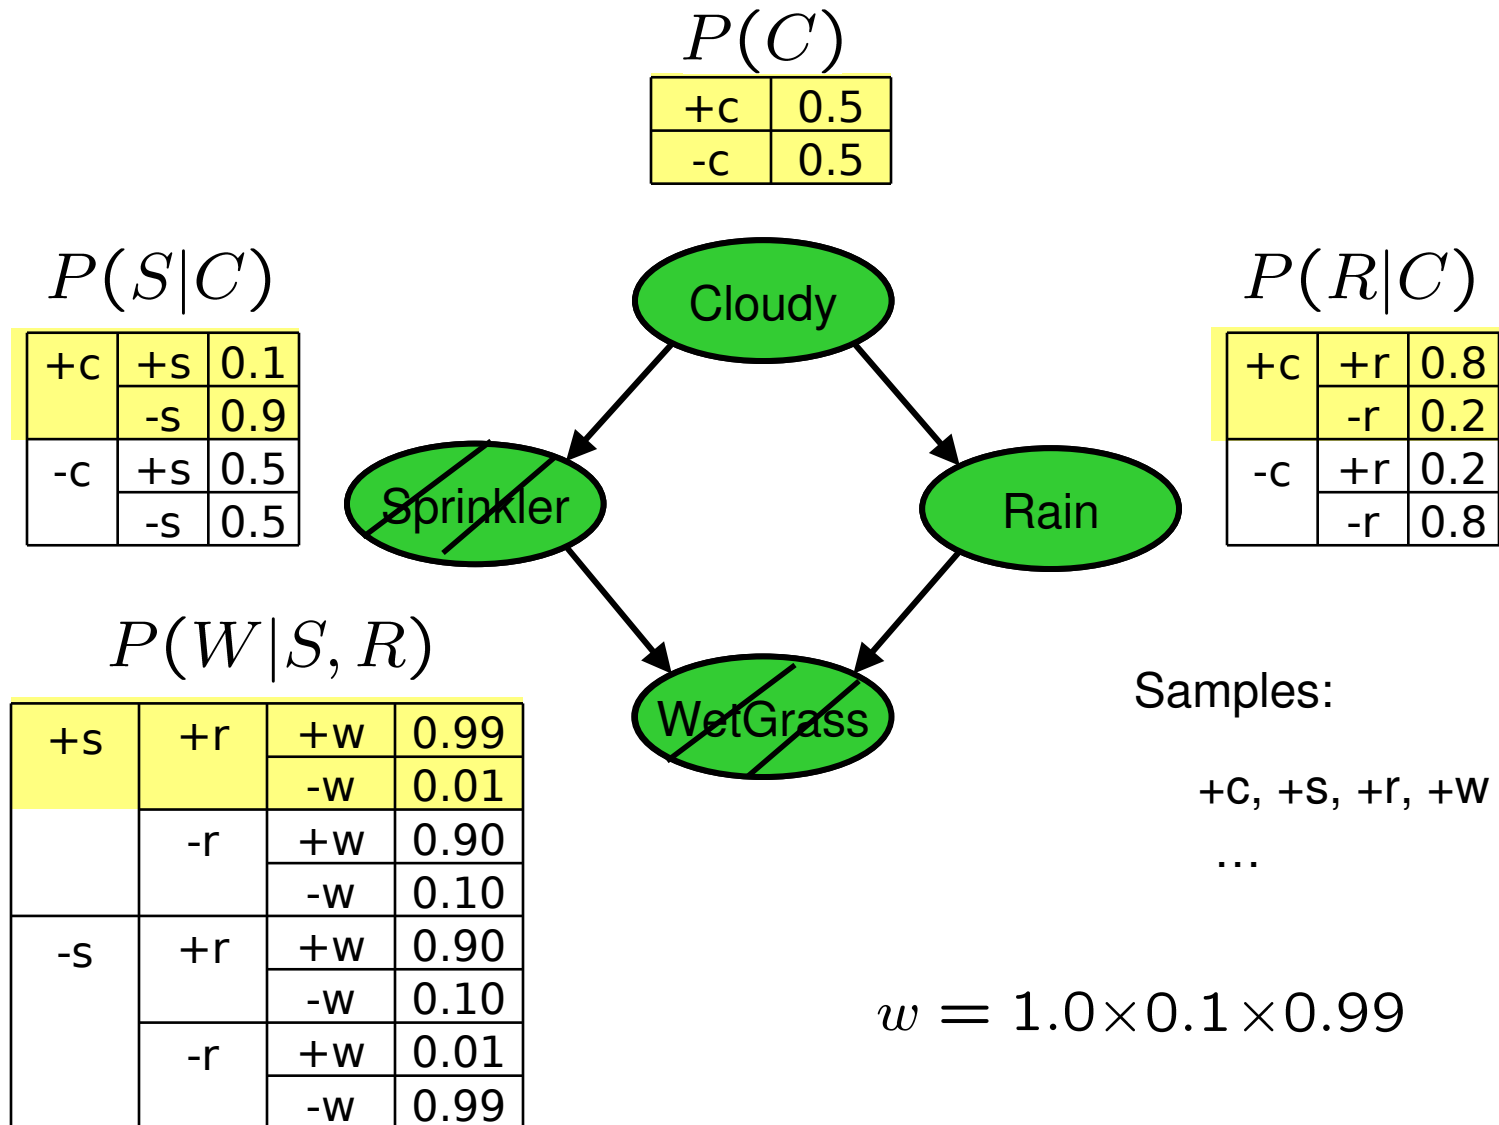 P(C)
+c 0.5
-c 0.5
P(S|C)
+c +s 0.1
-s 0.9
-c +s 0.5
-s 0.5
Cloudy
P(R|C)
+c +r 0.8
-r 0.2
-c +r 0.2
-r 0.8
Sprinkler
Rain
P(W|S, R)
+s +r +w 0.99
-w 0.01
-r +w 0.90
-w 0.10
-s +r +w 0.90
-w 0.10
-r +w 0.01
-w 0.99
WetGrass
Samples:
+c, +s, +r, +w
...
w = 1.0×0.1×0.99